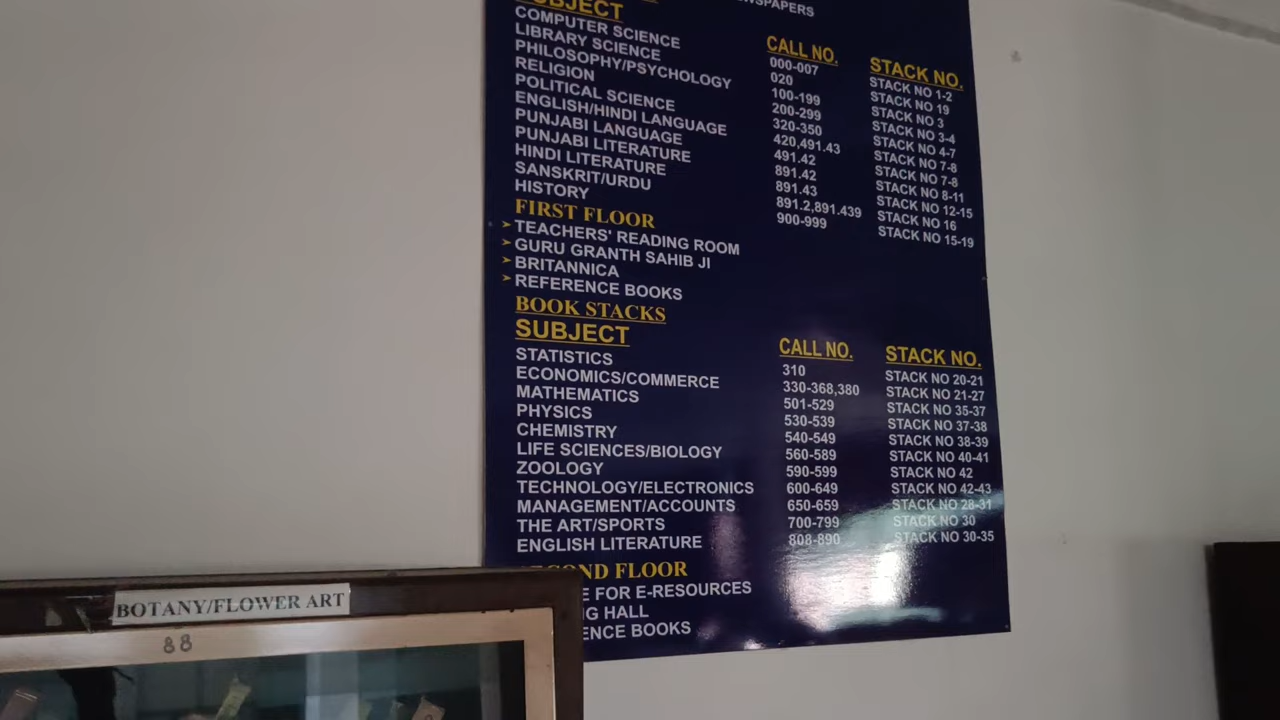 SUBJECT CALL NO. STACK NO.
COMPUTER SCIENCE 000-007 STACK NO 1-2
LIBRARY SCIENCE 020 STACK NO 19
PHILOSOPHY/PSYCHOLOGY 100-199 STACK NO 3
RELIGION 200-299 STACK NO 3-4
POLITICAL SCIENCE 320-350 STACK NO 4-7
ENGLISH/HINDI LANGUAGE 420,491.43 STACK NO 7-8
PUNJABI LANGUAGE 491.42 STACK NO 7-8
PUNJABI LITERATURE 891.42 STACK NO 8-11
HINDI LITERATURE 891.43 STACK NO 12-15
SANSKRIT/URDU 891.2,891.439 STACK NO 16
HISTORY 900-999 STACK NO 15-19
FIRST FLOOR
➤ TEACHERS' READING ROOM
➤ GURU GRANTH SAHIB JI
➤ BRITANNICA
➤ REFERENCE BOOKS
BOOK STACKS
SUBJECT CALL NO. STACK NO.
STATISTICS 310 STACK NO 20-21
ECONOMICS/COMMERCE 330-368,380 STACK NO 21-27
MATHEMATICS 501-529 STACK NO 35-37
PHYSICS 530-539 STACK NO 37-38
CHEMISTRY 540-549 STACK NO 38-39
LIFE SCIENCES/BIOLOGY 560-589 STACK NO 40-41
ZOOLOGY 590-599 STACK NO 42
TECHNOLOGY/ELECTRONICS 600-649 STACK NO 42-43
MANAGEMENT/ACCOUNTS 650-659 STACK NO 28-31
THE ART/SPORTS 700-799 STACK NO 30
ENGLISH LITERATURE 808-890 STACK NO 30-35
SECOND FLOOR
FOR E-RESOURCES
HALL
BOOKS
BOTANY/FLOWER ART
88